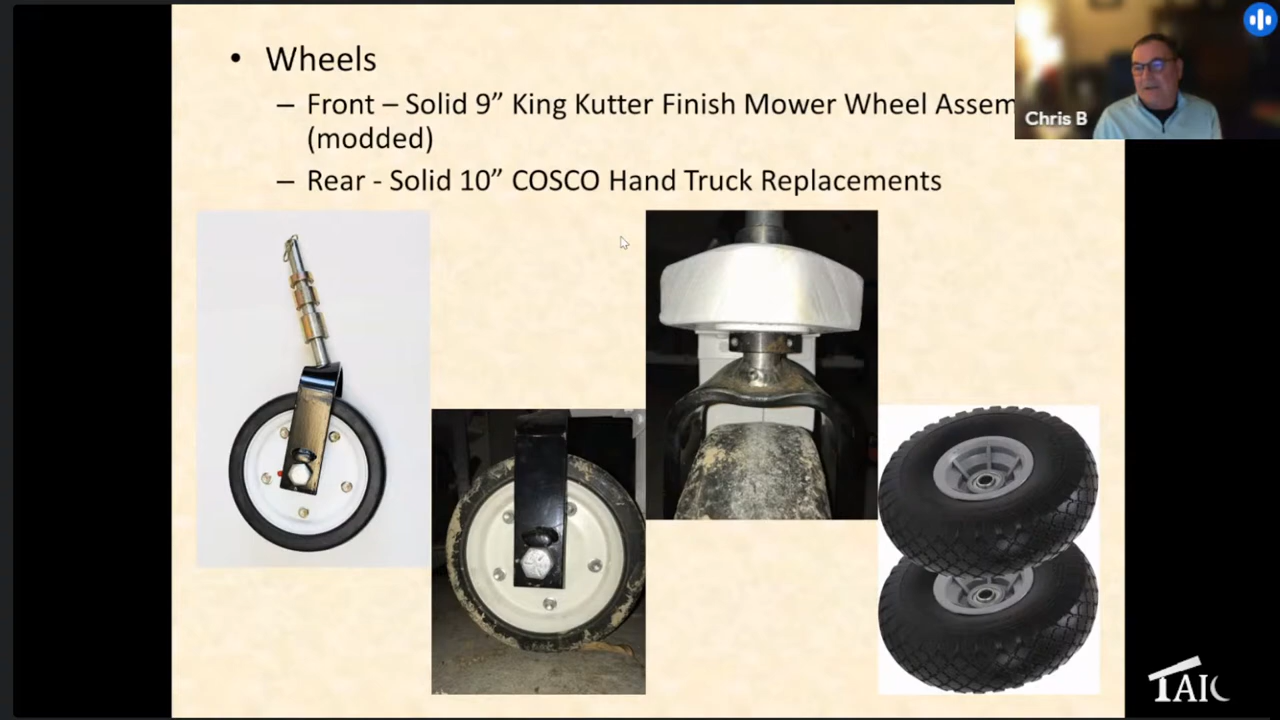 • Wheels
– Front – Solid 9” King Kutter Finish Mower Wheel Assem
(modded)
– Rear - Solid 10” COSCO Hand Truck Replacements
Chris B
TAIC